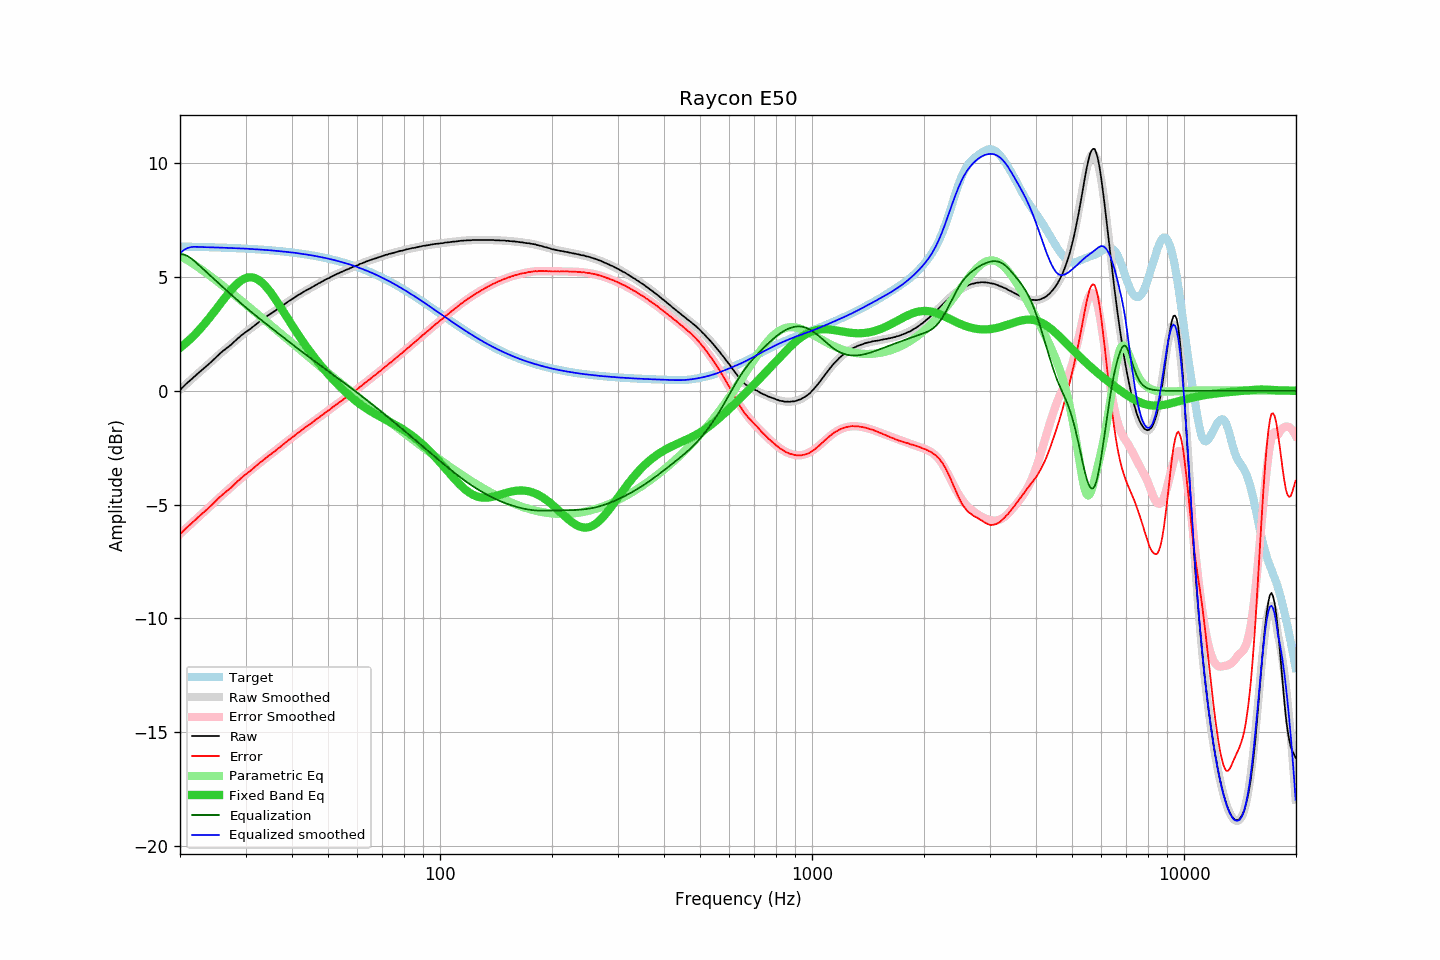 Raycon E50
Amplitude (dBr)
10
5
0
−5
−10
−15
−20
Target
Raw Smoothed
Error Smoothed
Raw
Error
Parametric Eq
Fixed Band Eq
Equalization
Equalized smoothed
100
1000
10000
Frequency (Hz)